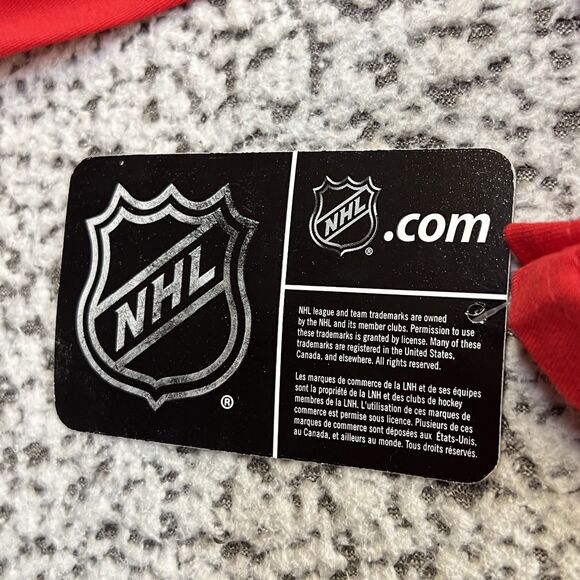 NHL
®
NHL.com
®
NHL league and team trademarks are owned
by the NHL and its member clubs. Permission to use
these trademarks is granted by license. Many of these
trademarks are registered in the United States,
Canada, and elsewhere. All rights reserved.
Les marques de commerce de la LNH et de ses équipes
sont la propriété de la LNH et des clubs de hockey
membres de la LNH. L'utilisation de ces marques de
commerce est permise sous licence. Plusieurs de ces
marques de commerce sont déposées aux États-Unis,
au Canada, et ailleurs au monde. Tous droits réservés.